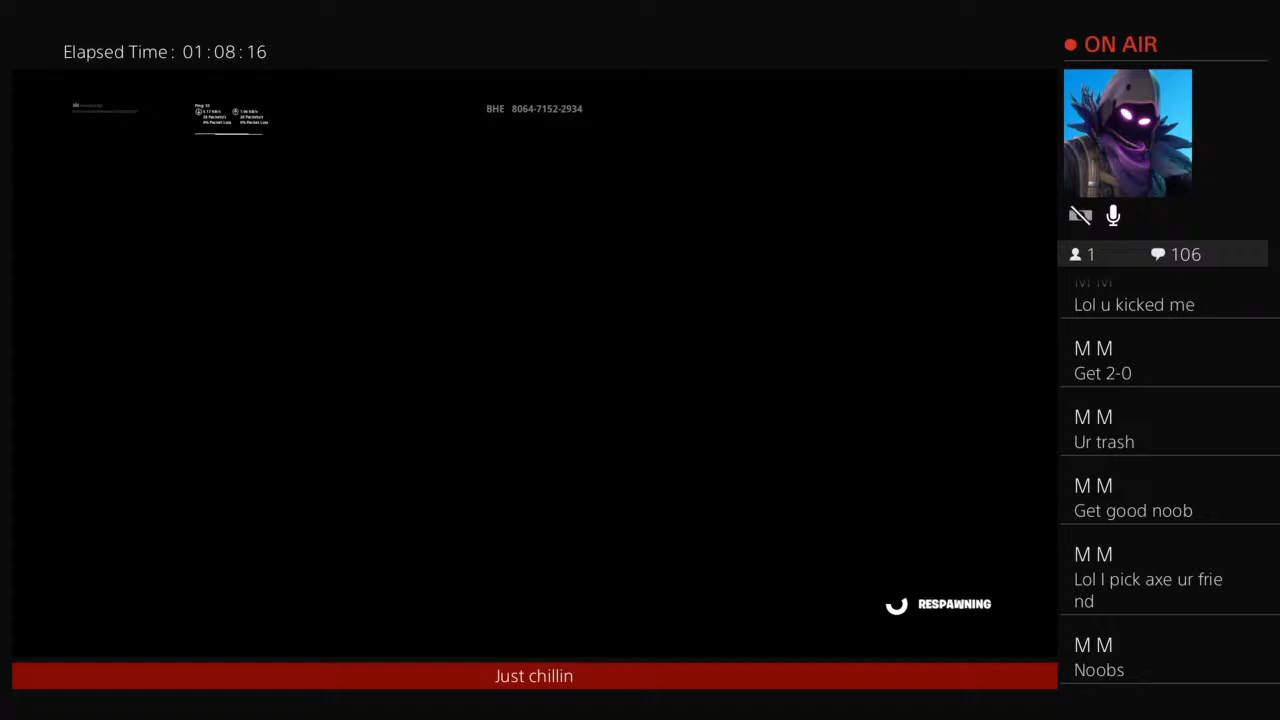 Elapsed Time: 01:08:16
ON AIR
BHE 8064-7152-2934
1 106
M M
Lol u kicked me
M M
Get 2-0
M M
Ur trash
M M
Get good noob
M M
Lol I pick axe ur frie
nd
M M
Noobs
RESPAWNING
Just chillin